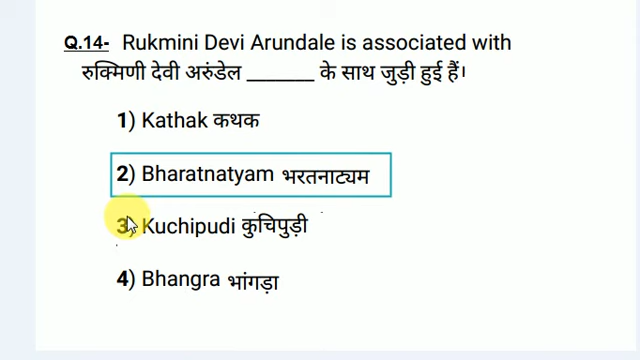 Q.14- Rukmini Devi Arundale is associated with
रुक्मिणी देवी अरुंडेल _______ के साथ जुड़ी हुई हैं।
1) Kathak कथक
2) Bharatnatyam भरतनाट्यम
3) Kuchipudi कुचिपुड़ी
4) Bhangra भांगड़ा